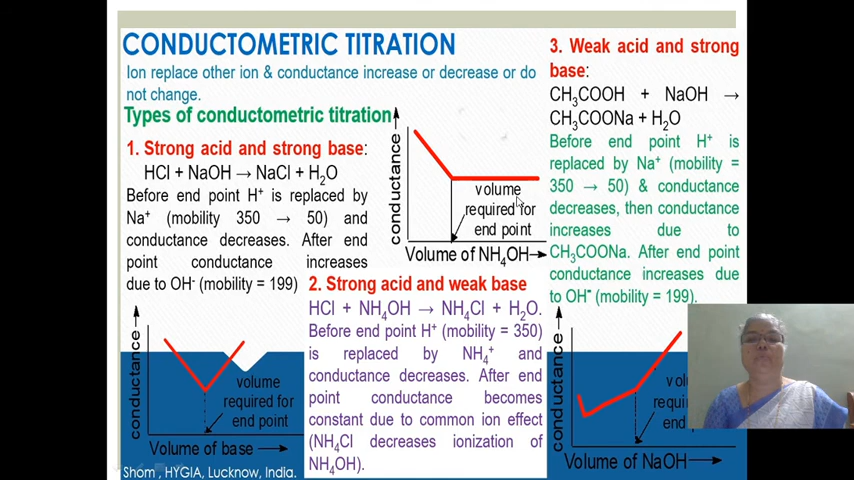 CONDUCTOMETRIC TITRATION
Ion replace other ion & conductance increase or decrease or do
not change.
Types of conductometric titration
1. Strong acid and strong base:
HCl + NaOH → NaCl + H₂O
Before end point H⁺ is replaced by
Na⁺ (mobility 350 → 50) and
conductance decreases. After end
point conductance increases
due to OH⁻ (mobility = 199)
conductance
volume
required for
end point
Volume of base
conductance
volume
required for
end point
Volume of NH₄OH
2. Strong acid and weak base
HCl + NH₄OH → NH₄Cl + H₂O.
Before end point H⁺ (mobility = 350)
is replaced by NH₄⁺ and
conductance decreases. After end
point conductance becomes
constant due to common ion effect
(NH₄Cl decreases ionization of
NH₄OH).
3. Weak acid and strong
base:
CH₃COOH + NaOH →
CH₃COONa + H₂O
Before end point H⁺ is
replaced by Na⁺ (mobility =
350 → 50) & conductance
decreases, then conductance
increases due to
CH₃COONa. After end point
conductance increases due
to OH⁻ (mobility = 199).
conductance
Volume of NaOH
Shom, HYGIA, Lucknow, India.